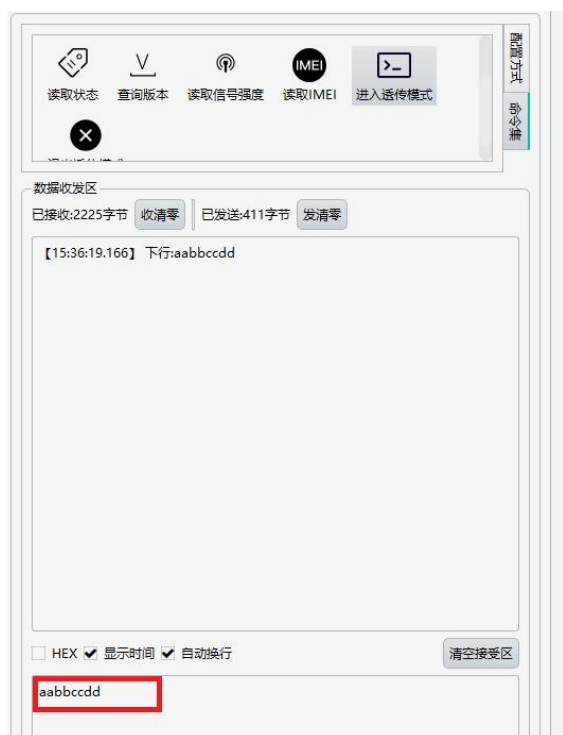 配置方式
命令集
读取状态 查询版本 读取信号强度 IMEI 读取IMEI 进入透传模式
数据收发区
已接收:2225字节 收清零 已发送:411字节 发清零
【15:36:19.166】 下行:aabbccdd
HEX 显示时间 自动换行 清空接受区
aabbccdd